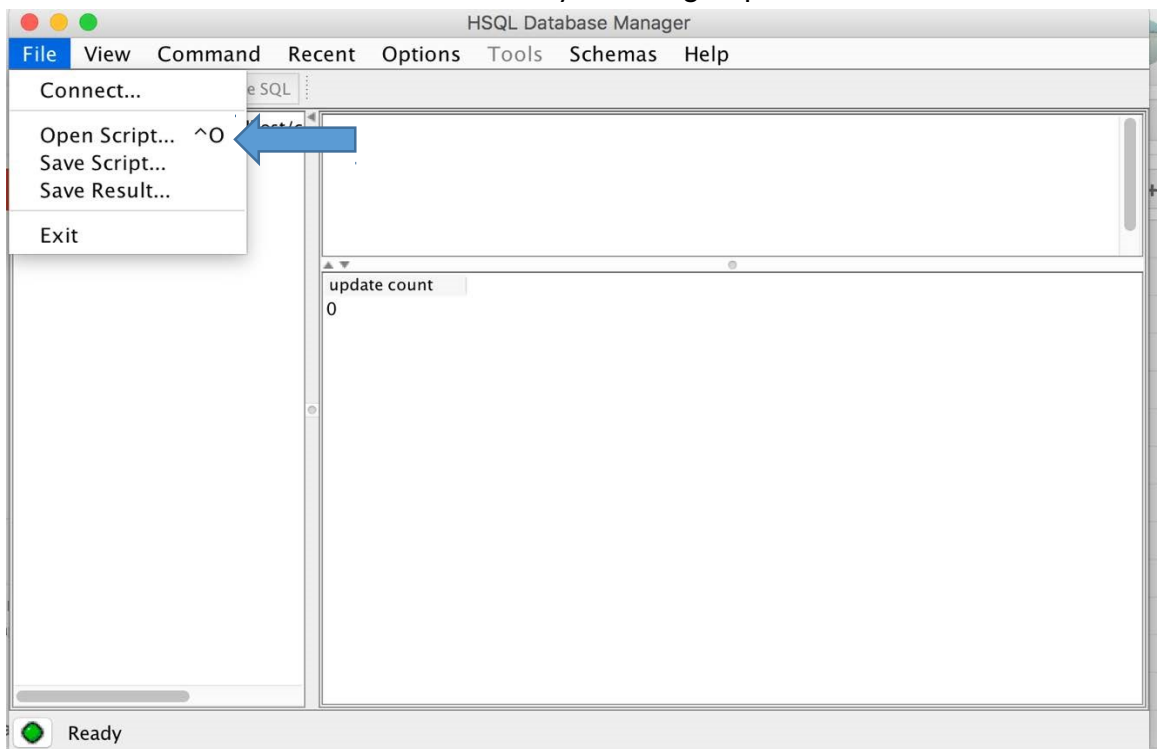 HSQL Database Manager
File View Command Recent Options Tools Schemas Help
Connect...
e SQL
Open Script... ^O
Save Script...
Save Result...
Exit
update count
0
Ready